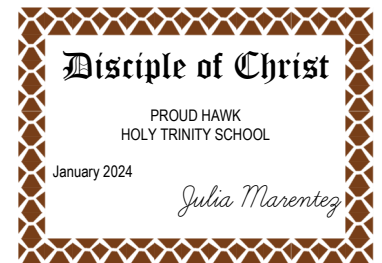 Disciple of Christ
PROUD HAWK
HOLY TRINITY SCHOOL
January 2024
Julia Marentez